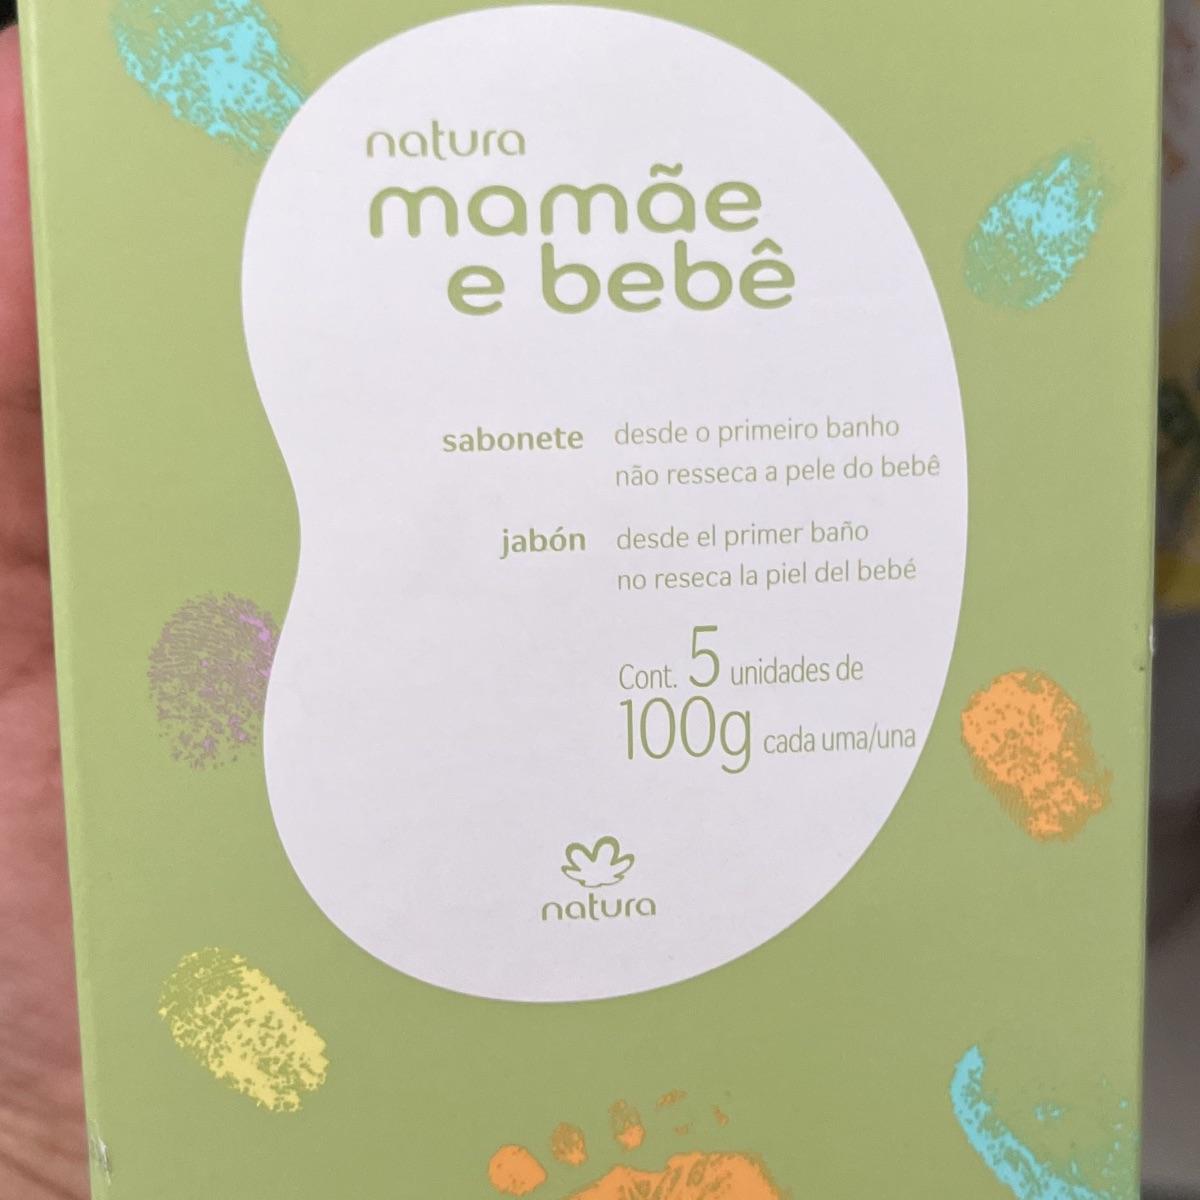 natura
mamãe
e bebê
sabonete desde o primeiro banho
não resseca a pele do bebê
jabón desde el primer baño
no reseca la piel del bebé
Cont. 5 unidades de
100g cada uma/una
natura